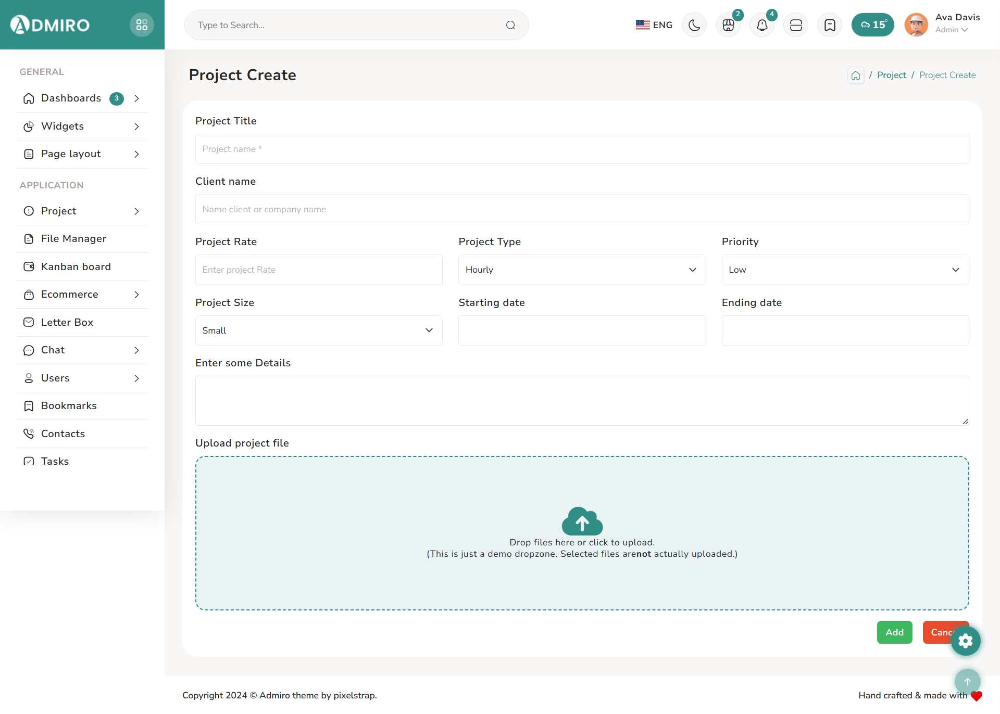 ADMIRO
Type to Search...
ENG
2
4
15°
Ava Davis
Admin
GENERAL
Dashboards 3
Widgets
Page layout
APPLICATION
Project
File Manager
Kanban board
Ecommerce
Letter Box
Chat
Users
Bookmarks
Contacts
Tasks
Project Create
/ Project / Project Create
Project Title
Project name *
Client name
Name client or company name
Project Rate
Enter project Rate
Project Type
Hourly
Priority
Low
Project Size
Small
Starting date
Ending date
Enter some Details
Upload project file
Drop files here or click to upload.
(This is just a demo dropzone. Selected files arenot actually uploaded.)
Add
Canc
Copyright 2024 © Admiro theme by pixelstrap.
Hand crafted & made with